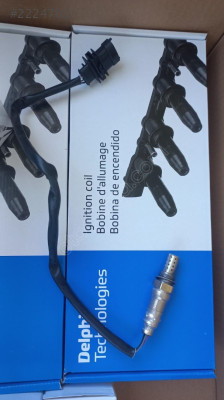 Ignition coil
Bobine d'allumage
Bobina de encendido
Delphi
Technologies